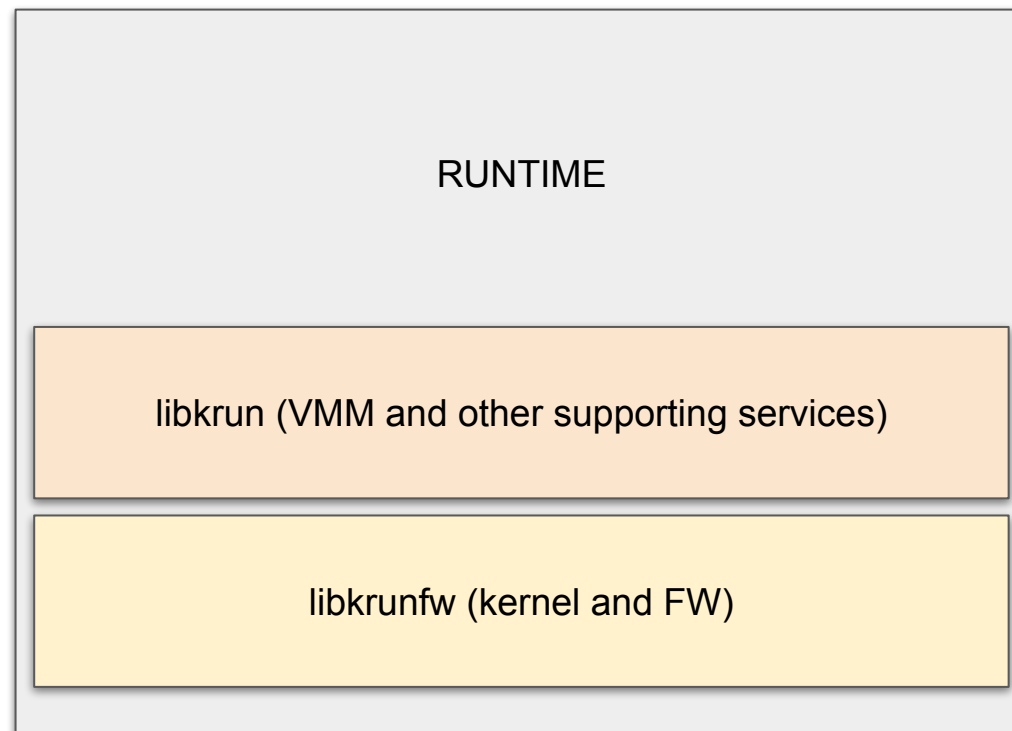 RUNTIME
libkrun (VMM and other supporting services)
libkrunfw (kernel and FW)